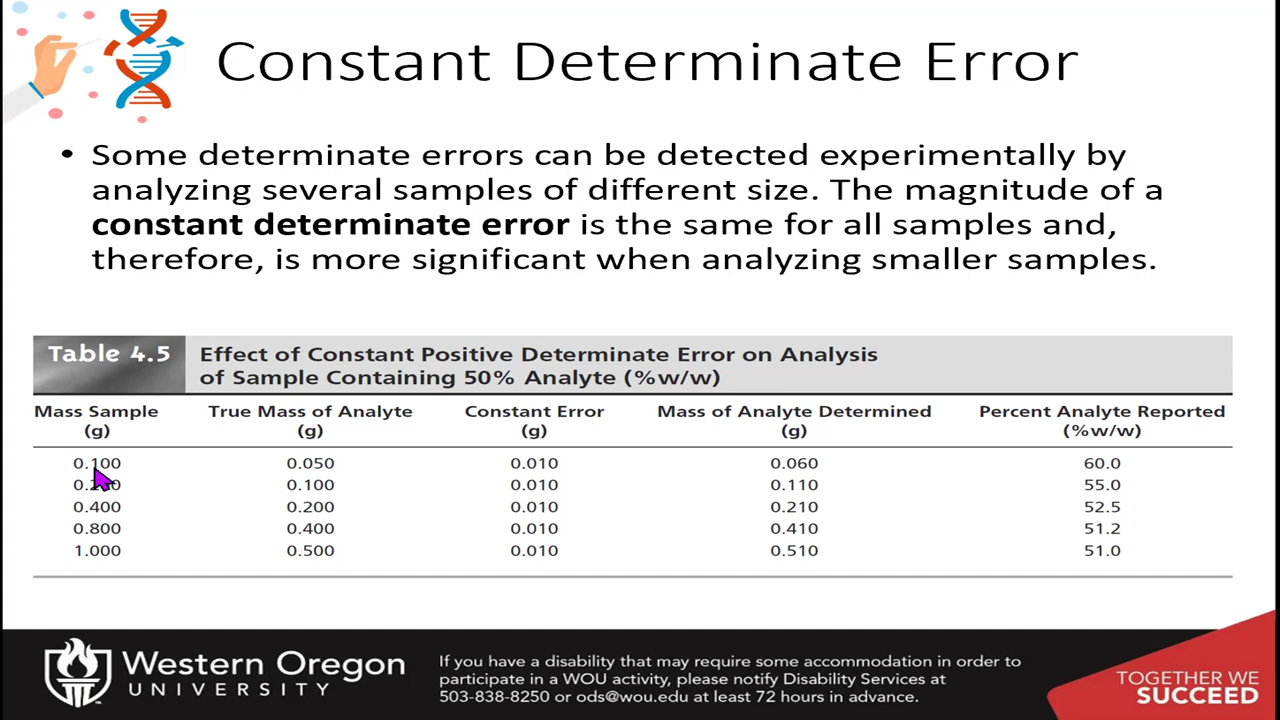 Constant Determinate Error
• Some determinate errors can be detected experimentally by
analyzing several samples of different size. The magnitude of a
constant determinate error is the same for all samples and,
therefore, is more significant when analyzing smaller samples.
Table 4.5 Effect of Constant Positive Determinate Error on Analysis
of Sample Containing 50% Analyte (%w/w)
Mass Sample True Mass of Analyte Constant Error Mass of Analyte Determined Percent Analyte Reported
(g) (g) (g) (g) (%w/w)
0.100 0.050 0.010 0.060 60.0
0.100 0.010 0.110 55.0
0.400 0.200 0.010 0.210 52.5
0.800 0.400 0.010 0.410 51.2
1.000 0.500 0.010 0.510 51.0
Western Oregon
UNIVERSITY
If you have a disability that may require some accommodation in order to
participate in a WOU activity, please notify Disability Services at
503-838-8250 or ods@wou.edu at least 72 hours in advance.
TOGETHER WE
SUCCEED